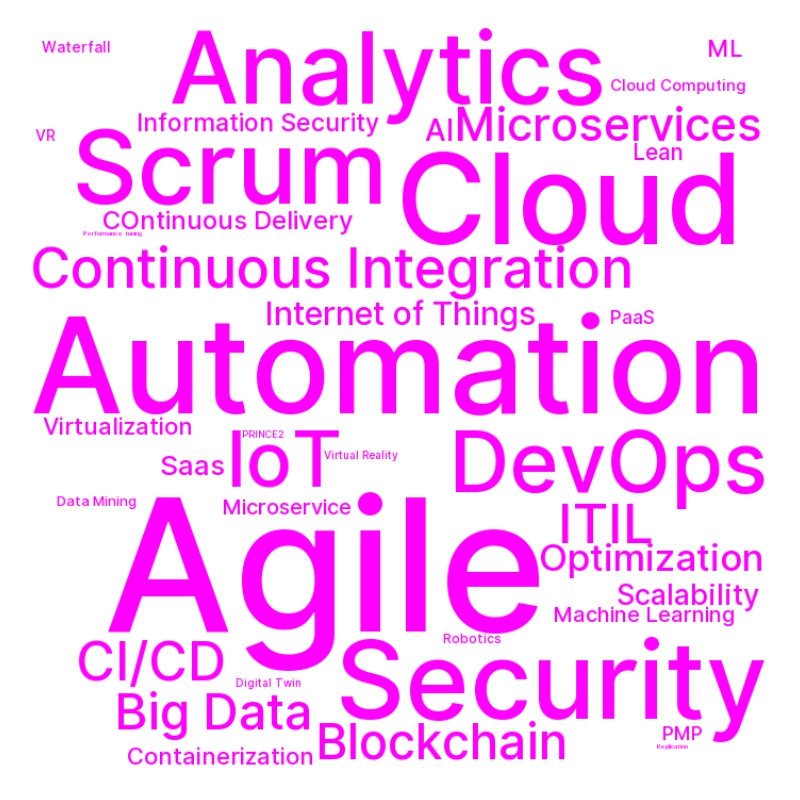 Waterfall
Analytics
ML
Cloud Computing
Information Security
AI
Microservices
VR
Scrum
Lean
Cloud
COntinuous Delivery
Performance tuning
Continuous Integration
Internet of Things
PaaS
Automation
Virtualization
PRINCE2
IoT
Virtual Reality
DevOps
Saas
Data Mining
Microservice
Agile
ITIL
Optimization
Scalability
Machine Learning
Robotics
CI/CD
Security
Digital Twin
Big Data
Blockchain
PMP
Replication
Containerization